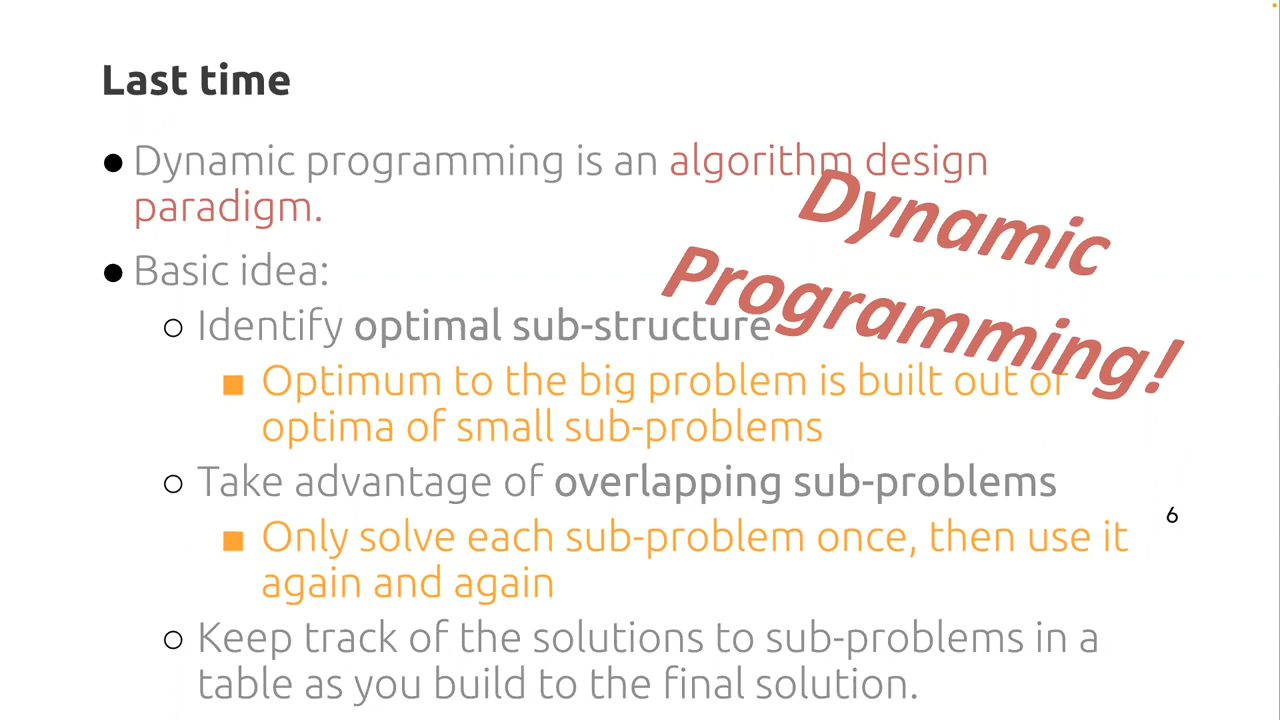 Last time
● Dynamic programming is an algorithm design
paradigm.
Dynamic
Programming!
● Basic idea:
○ Identify optimal sub-structure
■ Optimum to the big problem is built out of
optima of small sub-problems
○ Take advantage of overlapping sub-problems
■ Only solve each sub-problem once, then use it
again and again
○ Keep track of the solutions to sub-problems in a
table as you build to the final solution.
6